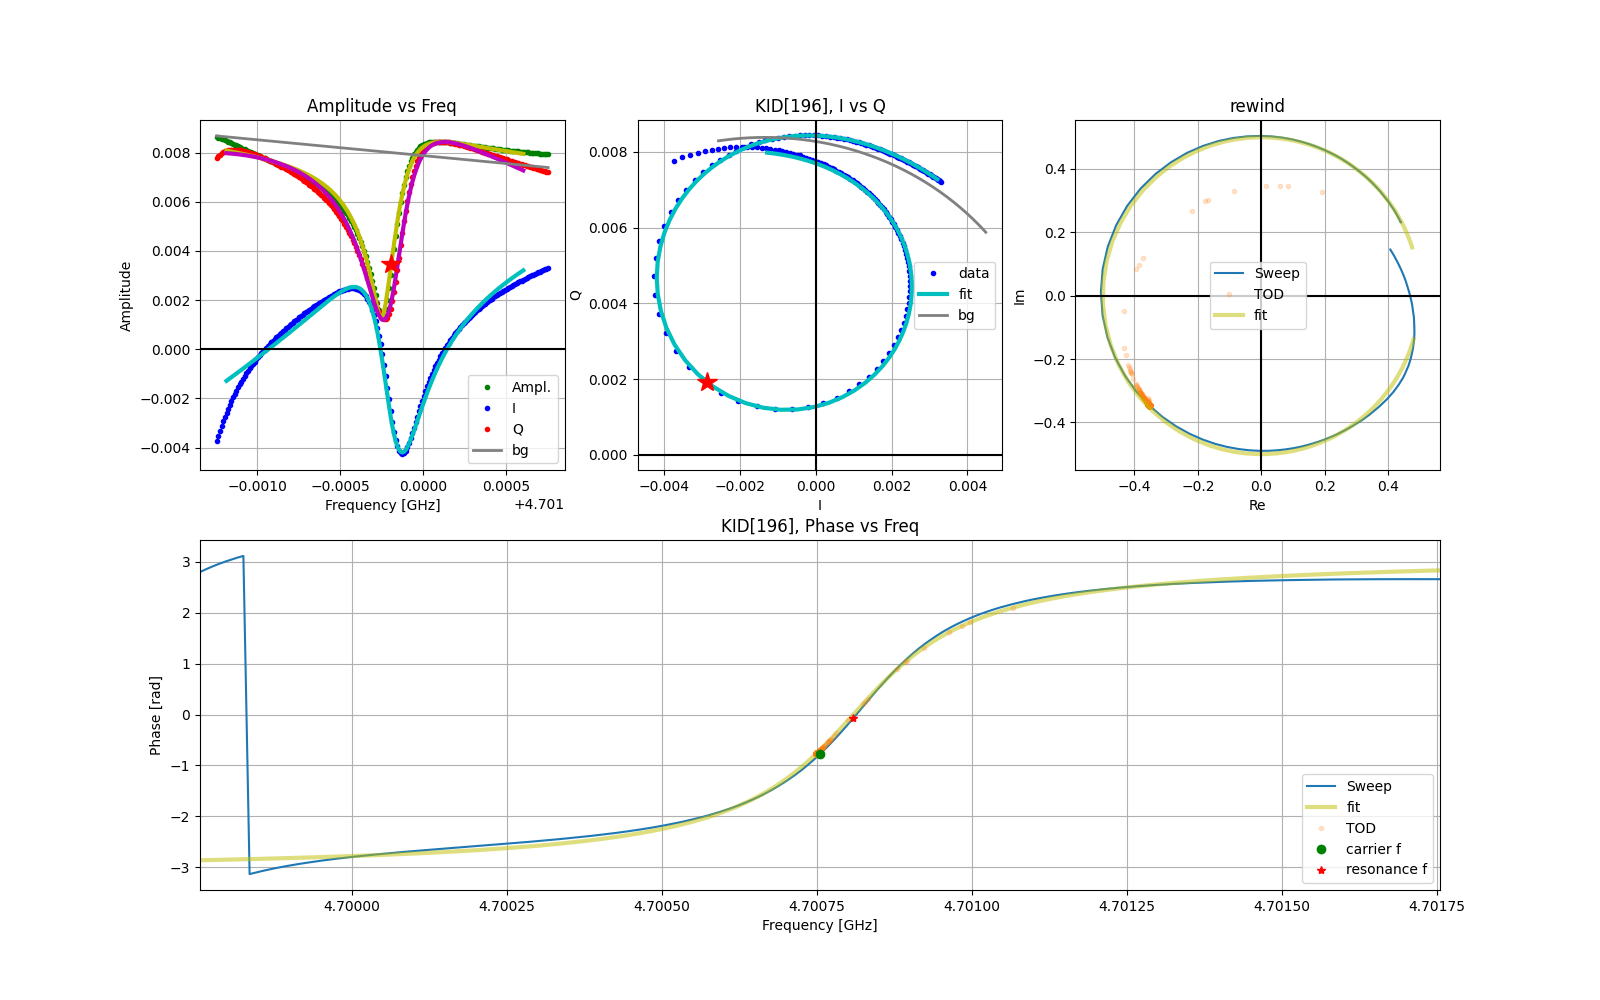 Amplitude vs Freq
0.008
0.006
0.004
0.002
0.000
−0.002
−0.004
Amplitude
−0.0010 −0.0005 0.0000 0.0005
+4.701
Frequency [GHz]
Ampl.
I
Q
bg
KID[196], I vs Q
0.008
0.006
0.004
0.002
0.000
Q
−0.004 −0.002 0.000 0.002 0.004
I
data
fit
bg
rewind
0.4
0.2
0.0
−0.2
−0.4
Im
−0.4 −0.2 0.0 0.2 0.4
Re
Sweep
TOD
fit
KID[196], Phase vs Freq
3
2
1
0
−1
−2
−3
Phase [rad]
4.70000 4.70025 4.70050 4.70075 4.70100 4.70125 4.70150 4.70175
Frequency [GHz]
Sweep
fit
TOD
carrier f
resonance f